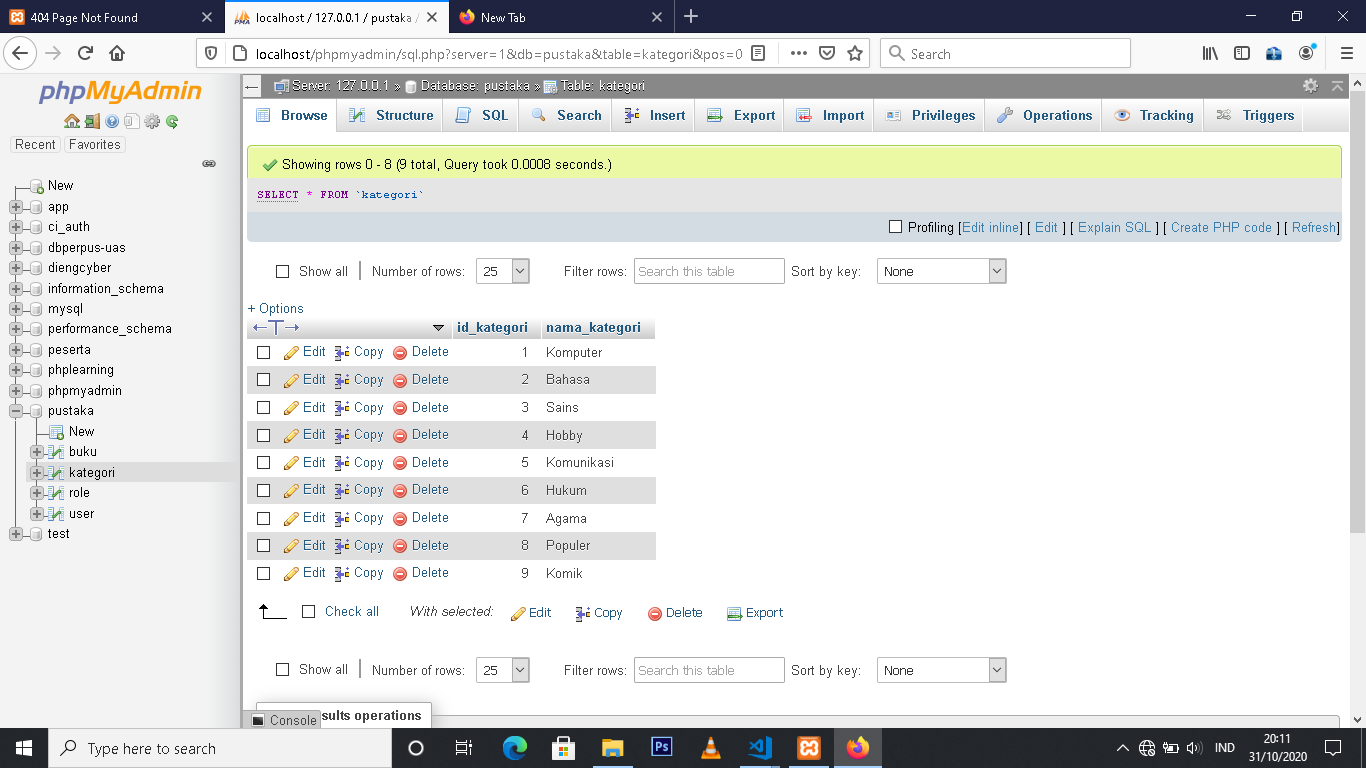 404 Page Not Found
localhost / 127.0.0.1 / pustaka /
New Tab
localhost/phpmyadmin/sql.php?server=1&db=pustaka&table=kategori&pos=0
Search
phpMyAdmin
Recent
Favorites
New
app
ci_auth
dbperpus-uas
diengcyber
information_schema
mysql
performance_schema
peserta
phplearning
phpmyadmin
pustaka
New
buku
kategori
role
user
test
Server: 127.0.0.1 » Database: pustaka » Table: kategori
Browse Structure SQL Search Insert Export Import Privileges Operations Tracking Triggers
Showing rows 0 - 8 (9 total, Query took 0.0008 seconds.)
SELECT * FROM `kategori`
Profiling [Edit inline] [ Edit ] [ Explain SQL ] [ Create PHP code ] [ Refresh]
Show all | Number of rows: 25 Filter rows: Search this table Sort by key: None
+ Options
←T→ id_kategori nama_kategori
Edit Copy Delete 1 Komputer
Edit Copy Delete 2 Bahasa
Edit Copy Delete 3 Sains
Edit Copy Delete 4 Hobby
Edit Copy Delete 5 Komunikasi
Edit Copy Delete 6 Hukum
Edit Copy Delete 7 Agama
Edit Copy Delete 8 Populer
Edit Copy Delete 9 Komik
Check all With selected: Edit Copy Delete Export
Show all | Number of rows: 25 Filter rows: Search this table Sort by key: None
sults operations
Console
Type here to search
Ps
IND
20:11
31/10/2020